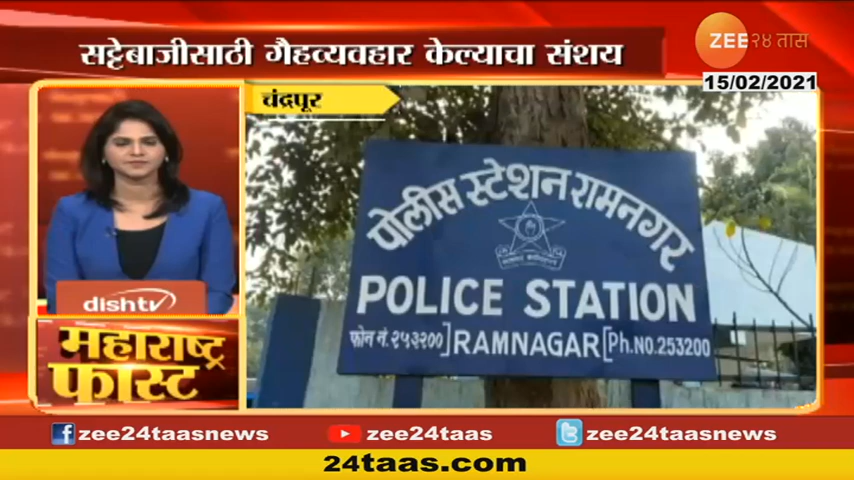 सट्टेबाजीसाठी गैहव्यवहार केल्याचा संशय
ZEE २४ तास
15/02/2021
चंद्रपूर
पोलीस स्टेशन रामनगर
POLICE STATION
फोन नं. २५३२००] RAMNAGAR [Ph.NO.253200
dishtv
महाराष्ट्र
फास्ट
zee24taasnews zee24taas zee24taasnews
24taas.com